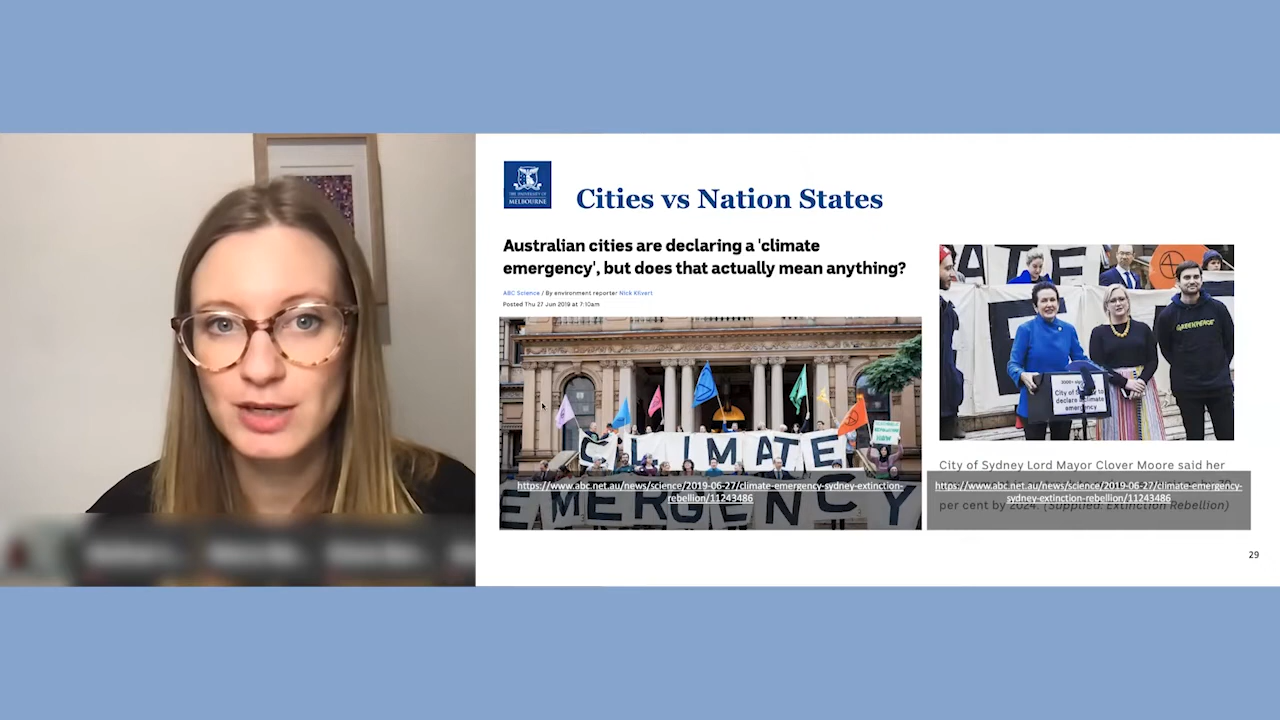 THE UNIVERSITY OF
MELBOURNE
Cities vs Nation States
Australian cities are declaring a 'climate
emergency', but does that actually mean anything?
ABC Science / By environment reporter Nick Kilvert
Posted Thu 27 Jun 2019 at 7:10am
CLIMATE
EMERGENCY
https://www.abc.net.au/news/science/2019-06-27/climate-emergency-sydney-extinction-
rebellion/11243486
GREENPEACE
City of Sydney to
declare a climate
emergency
City of Sydney Lord Mayor Clover Moore said her
https://www.abc.net.au/news/science/2019-06-27/climate-emergency-
sydney-extinction-rebellion/11243486
per cent by 2024. (Supplied: Extinction Rebellion)
29